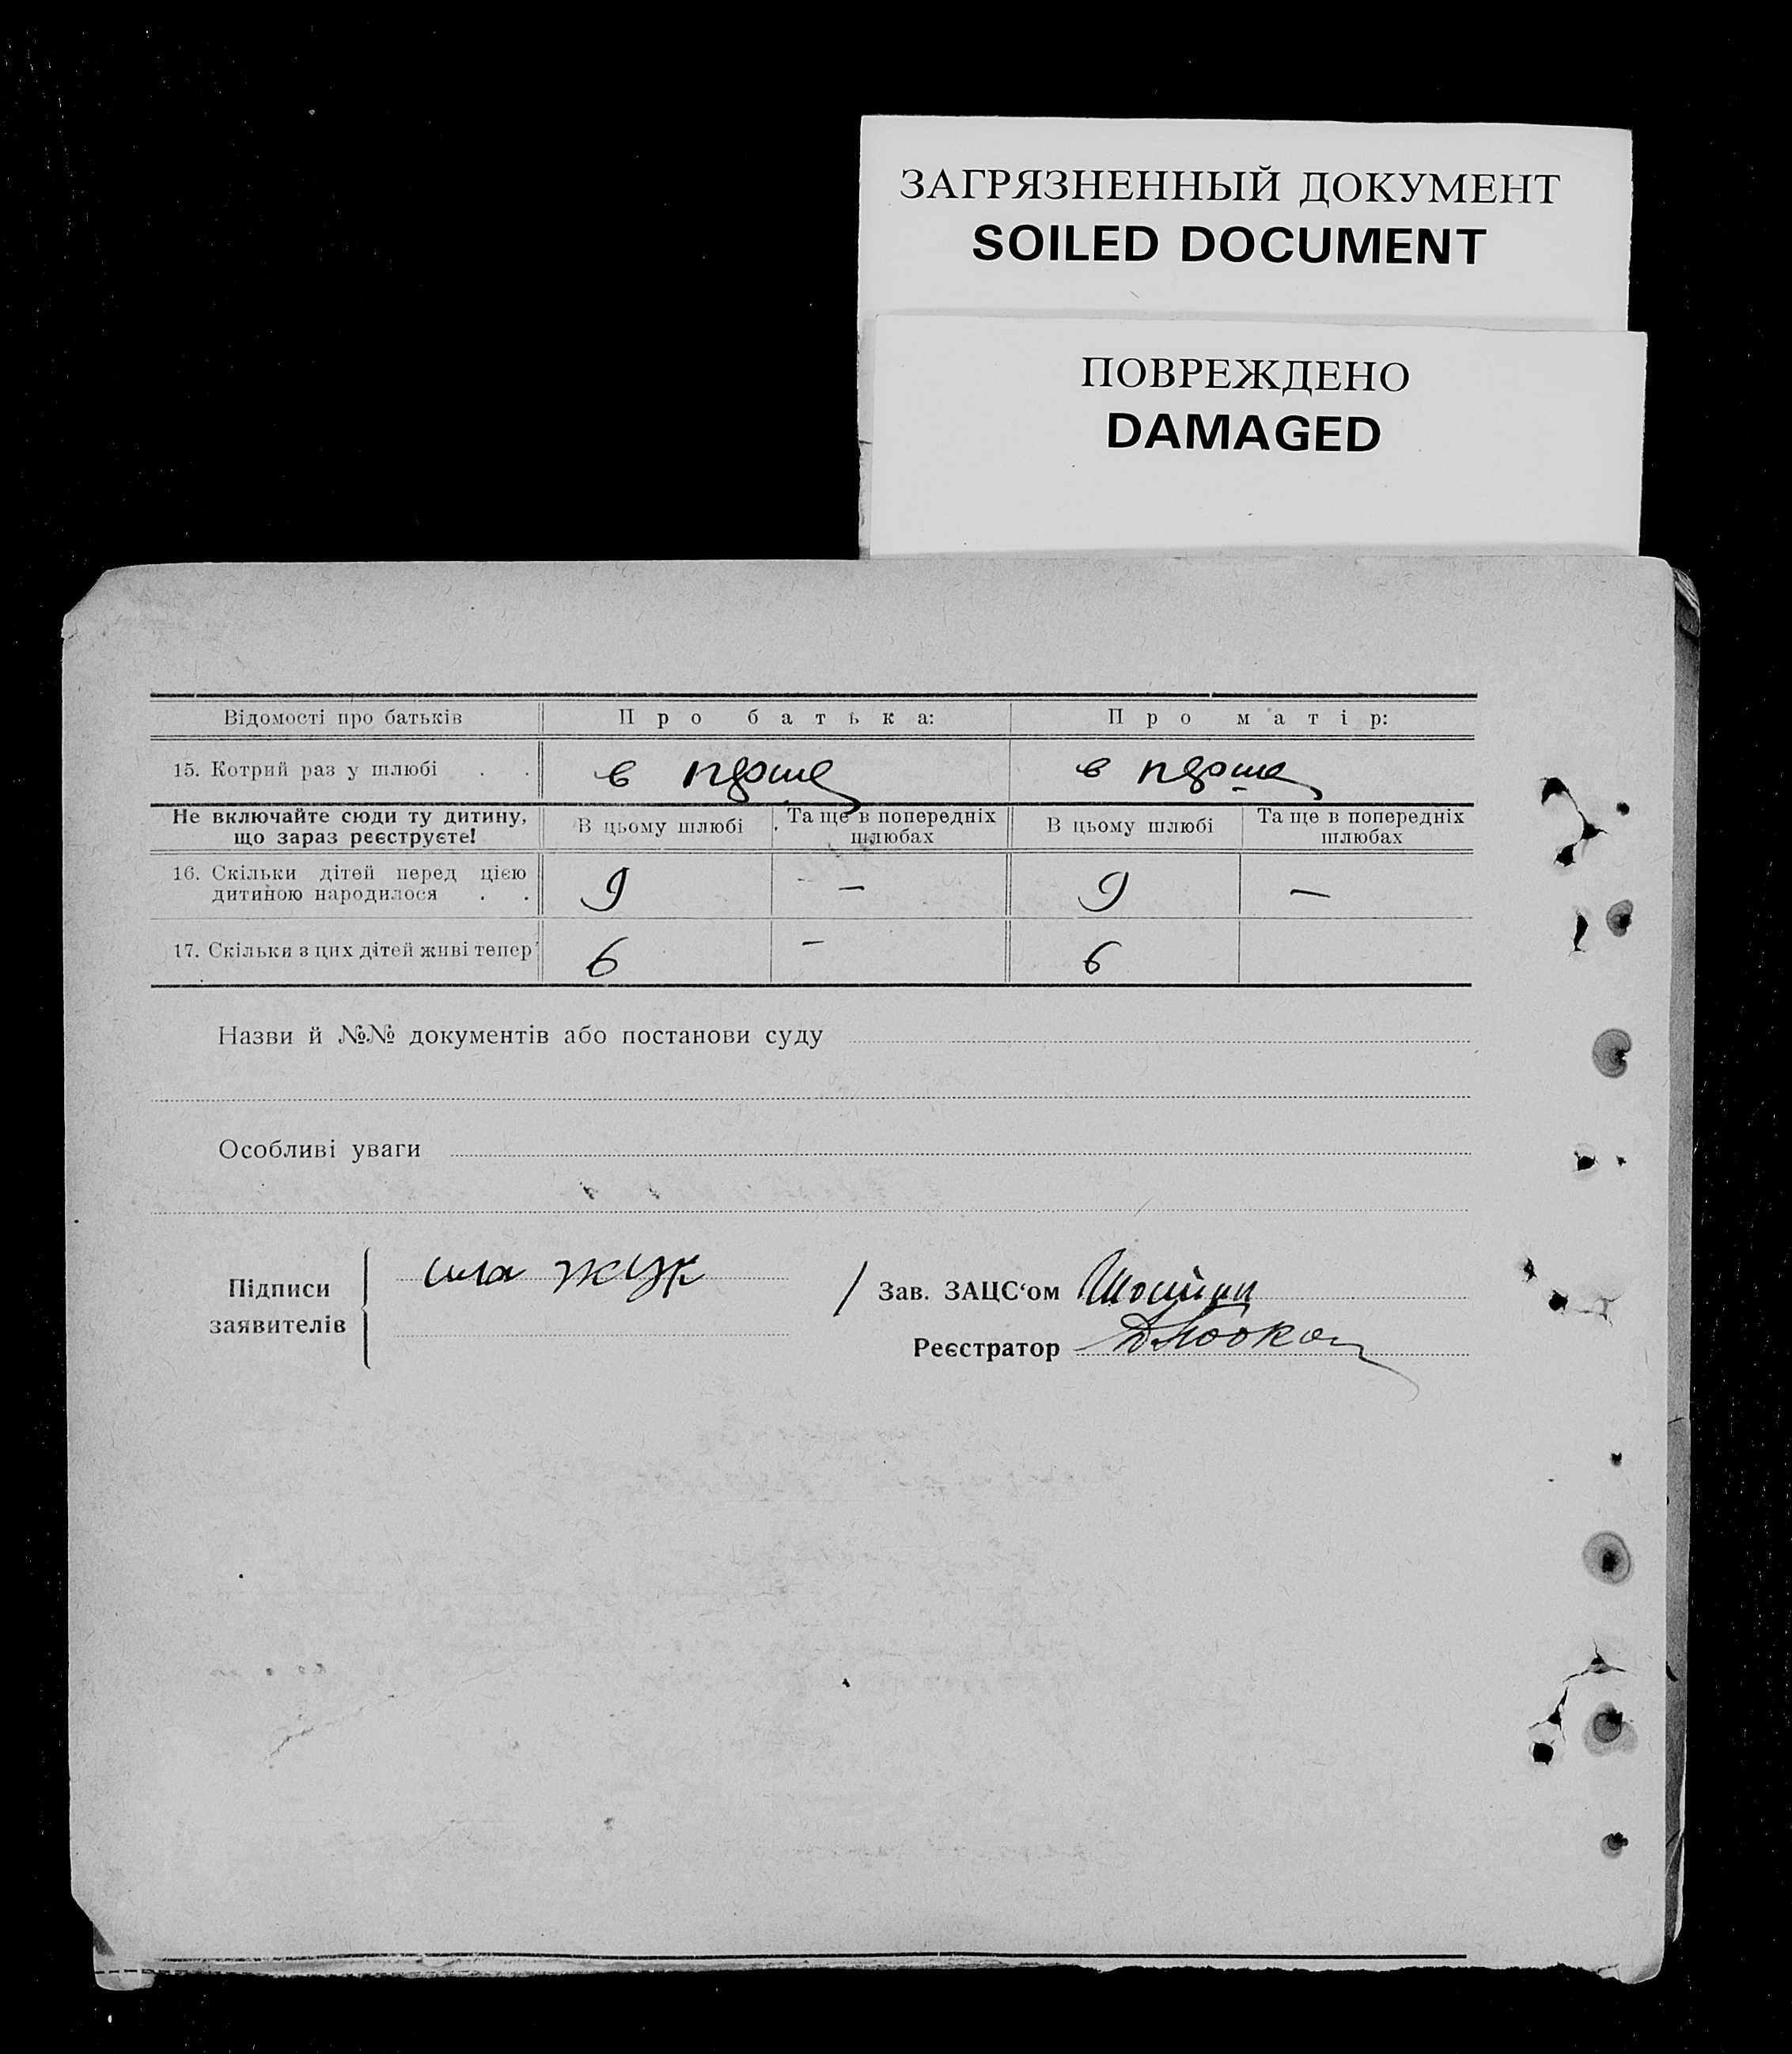 ЗАГРЯЗНЕННЫЙ ДОКУМЕНТ
SOILED DOCUMENT
ПОВРЕЖДЕНО
DAMAGED
Відомості про батьків Про батька: Про матір:
15. Котрий раз у шлюбі . . в перше в перше
Не включайте сюди ту дитину, що зараз реєструєте! В цьому шлюбі Та ще в попередніх шлюбах В цьому шлюбі Та ще в попередніх шлюбах
16. Скільки дітей перед цією дитиною народилося . . 9 — 9 —
17. Скільки з цих дітей живі тепер 6 — 6
Назви й №№ документів або постанови суду
Особливі уваги
Підписи заявителів жук
/ Зав. ЗАЦС‘ом
Реєстратор